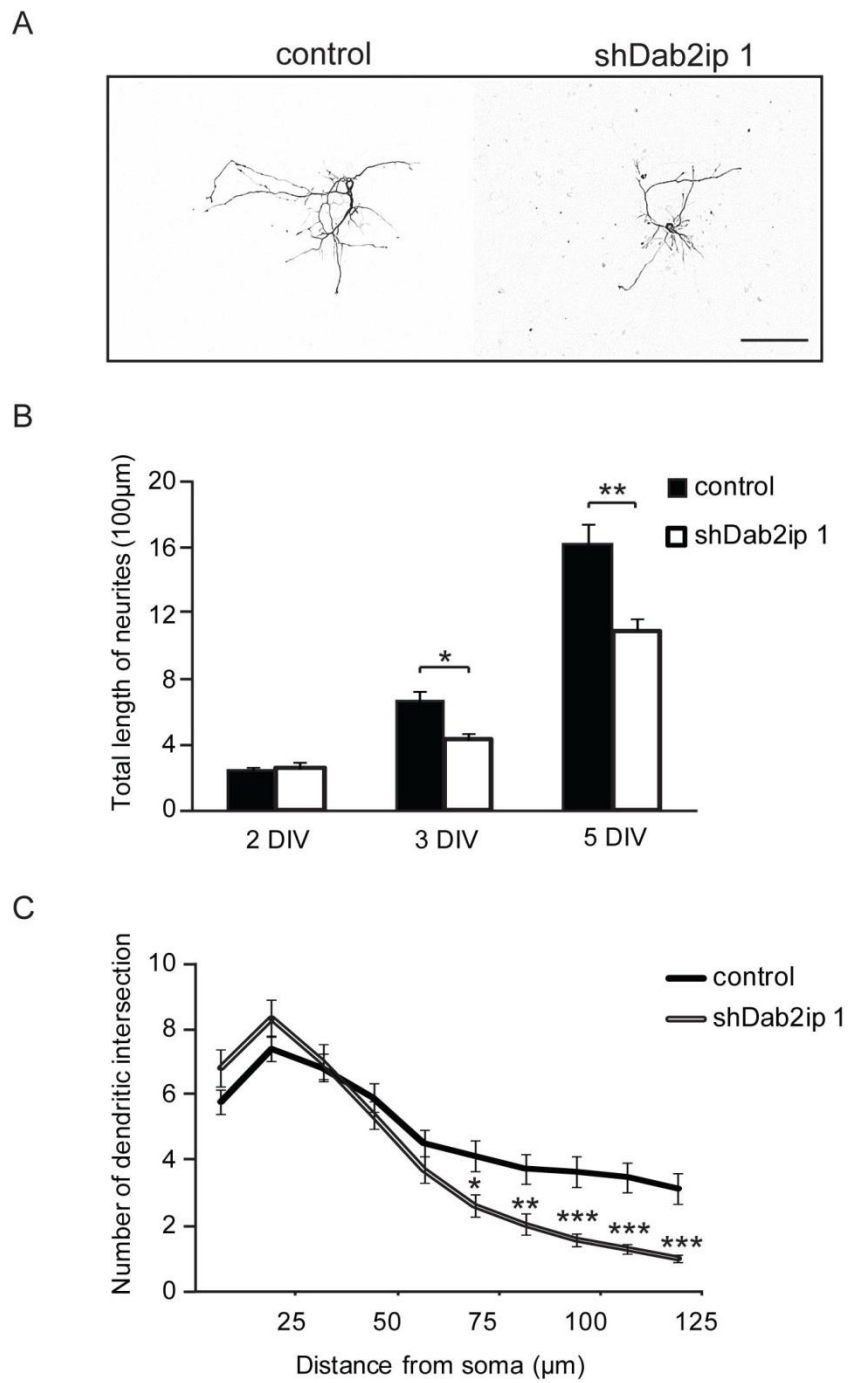 A
control shDab2ip 1
B
Total length of neurites (100µm)
20
16
12
8
4
0
*
**
control
shDab2ip 1
2 DIV 3 DIV 5 DIV
C
Number of dendritic intersection
10
8
6
4
2
0
* ** *** *** ***
control
shDab2ip 1
25 50 75 100 125
Distance from soma (µm)